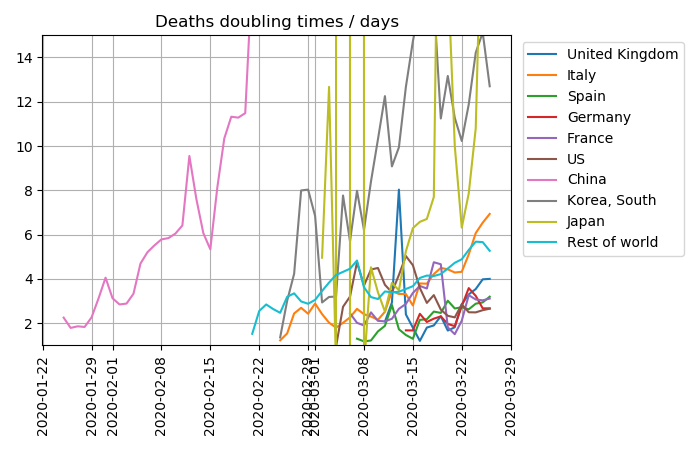 Deaths doubling times / days
14
12
10
8
6
4
2
2020-01-22
2020-01-29
2020-02-01
2020-02-08
2020-02-15
2020-02-22
2020-02-29
2020-03-01
2020-03-08
2020-03-15
2020-03-22
2020-03-29
United Kingdom
Italy
Spain
Germany
France
US
China
Korea, South
Japan
Rest of world